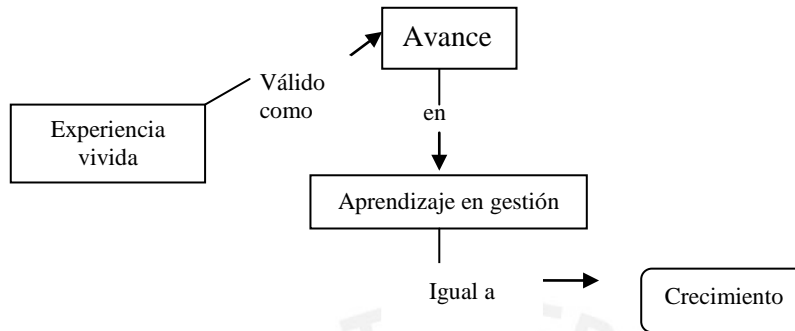 Avance
Válido
como
Experiencia
vivida
en
Aprendizaje en gestión
Igual a
Crecimiento